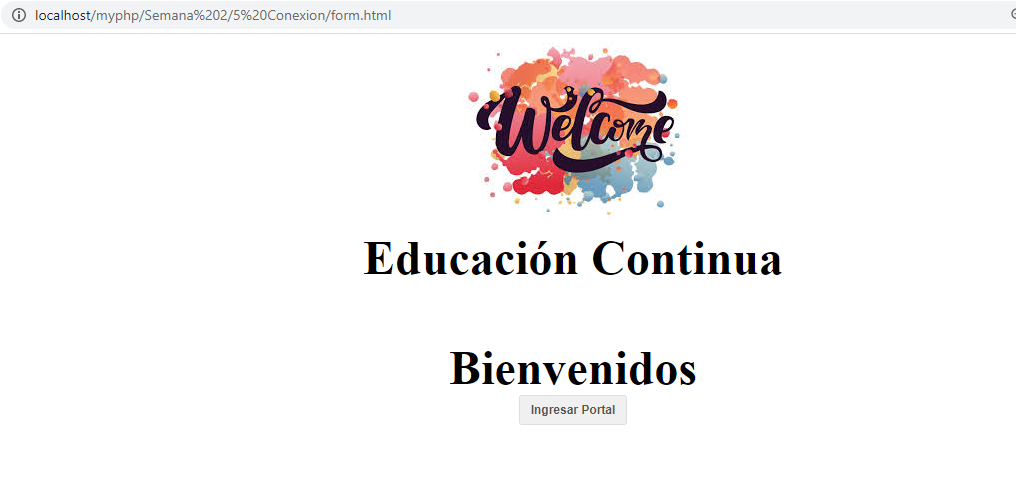 localhost/myphp/Semana%202/5%20Conexion/form.html
Welcome
Educación Continua
Bienvenidos
Ingresar Portal